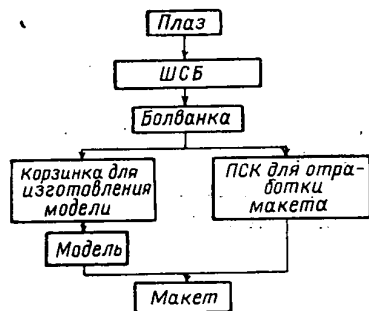 Плаз
ШСБ
Болванка
Корзинка для
изготовления
модели
ПСК для отра-
ботки
макета
Модель
Макет